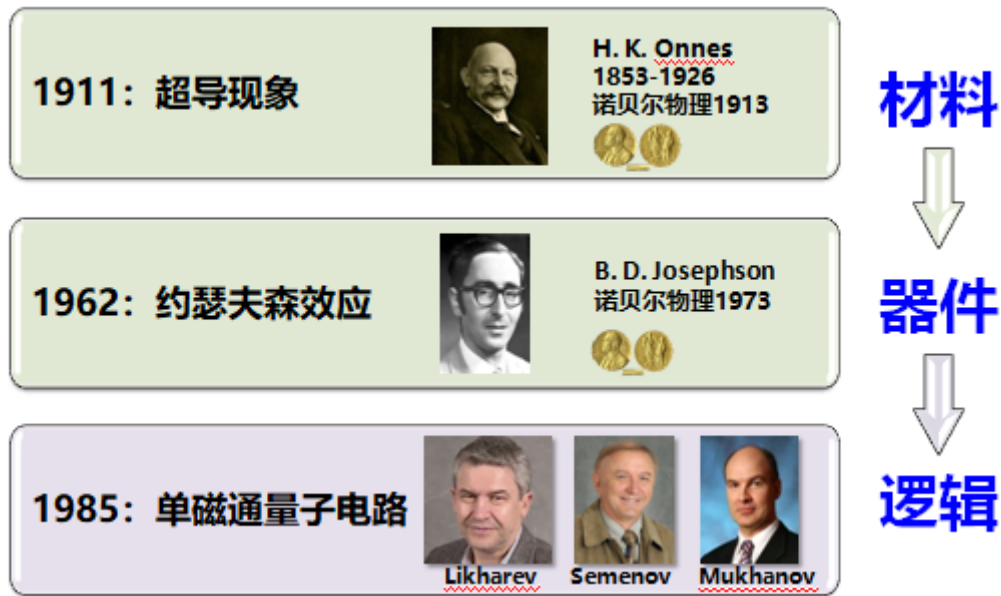 1911：超导现象
H. K. Onnes
1853-1926
诺贝尔物理1913
材料
1962：约瑟夫森效应
B. D. Josephson
诺贝尔物理1973
器件
1985：单磁通量子电路
Likharev
Semenov
Mukhanov
逻辑